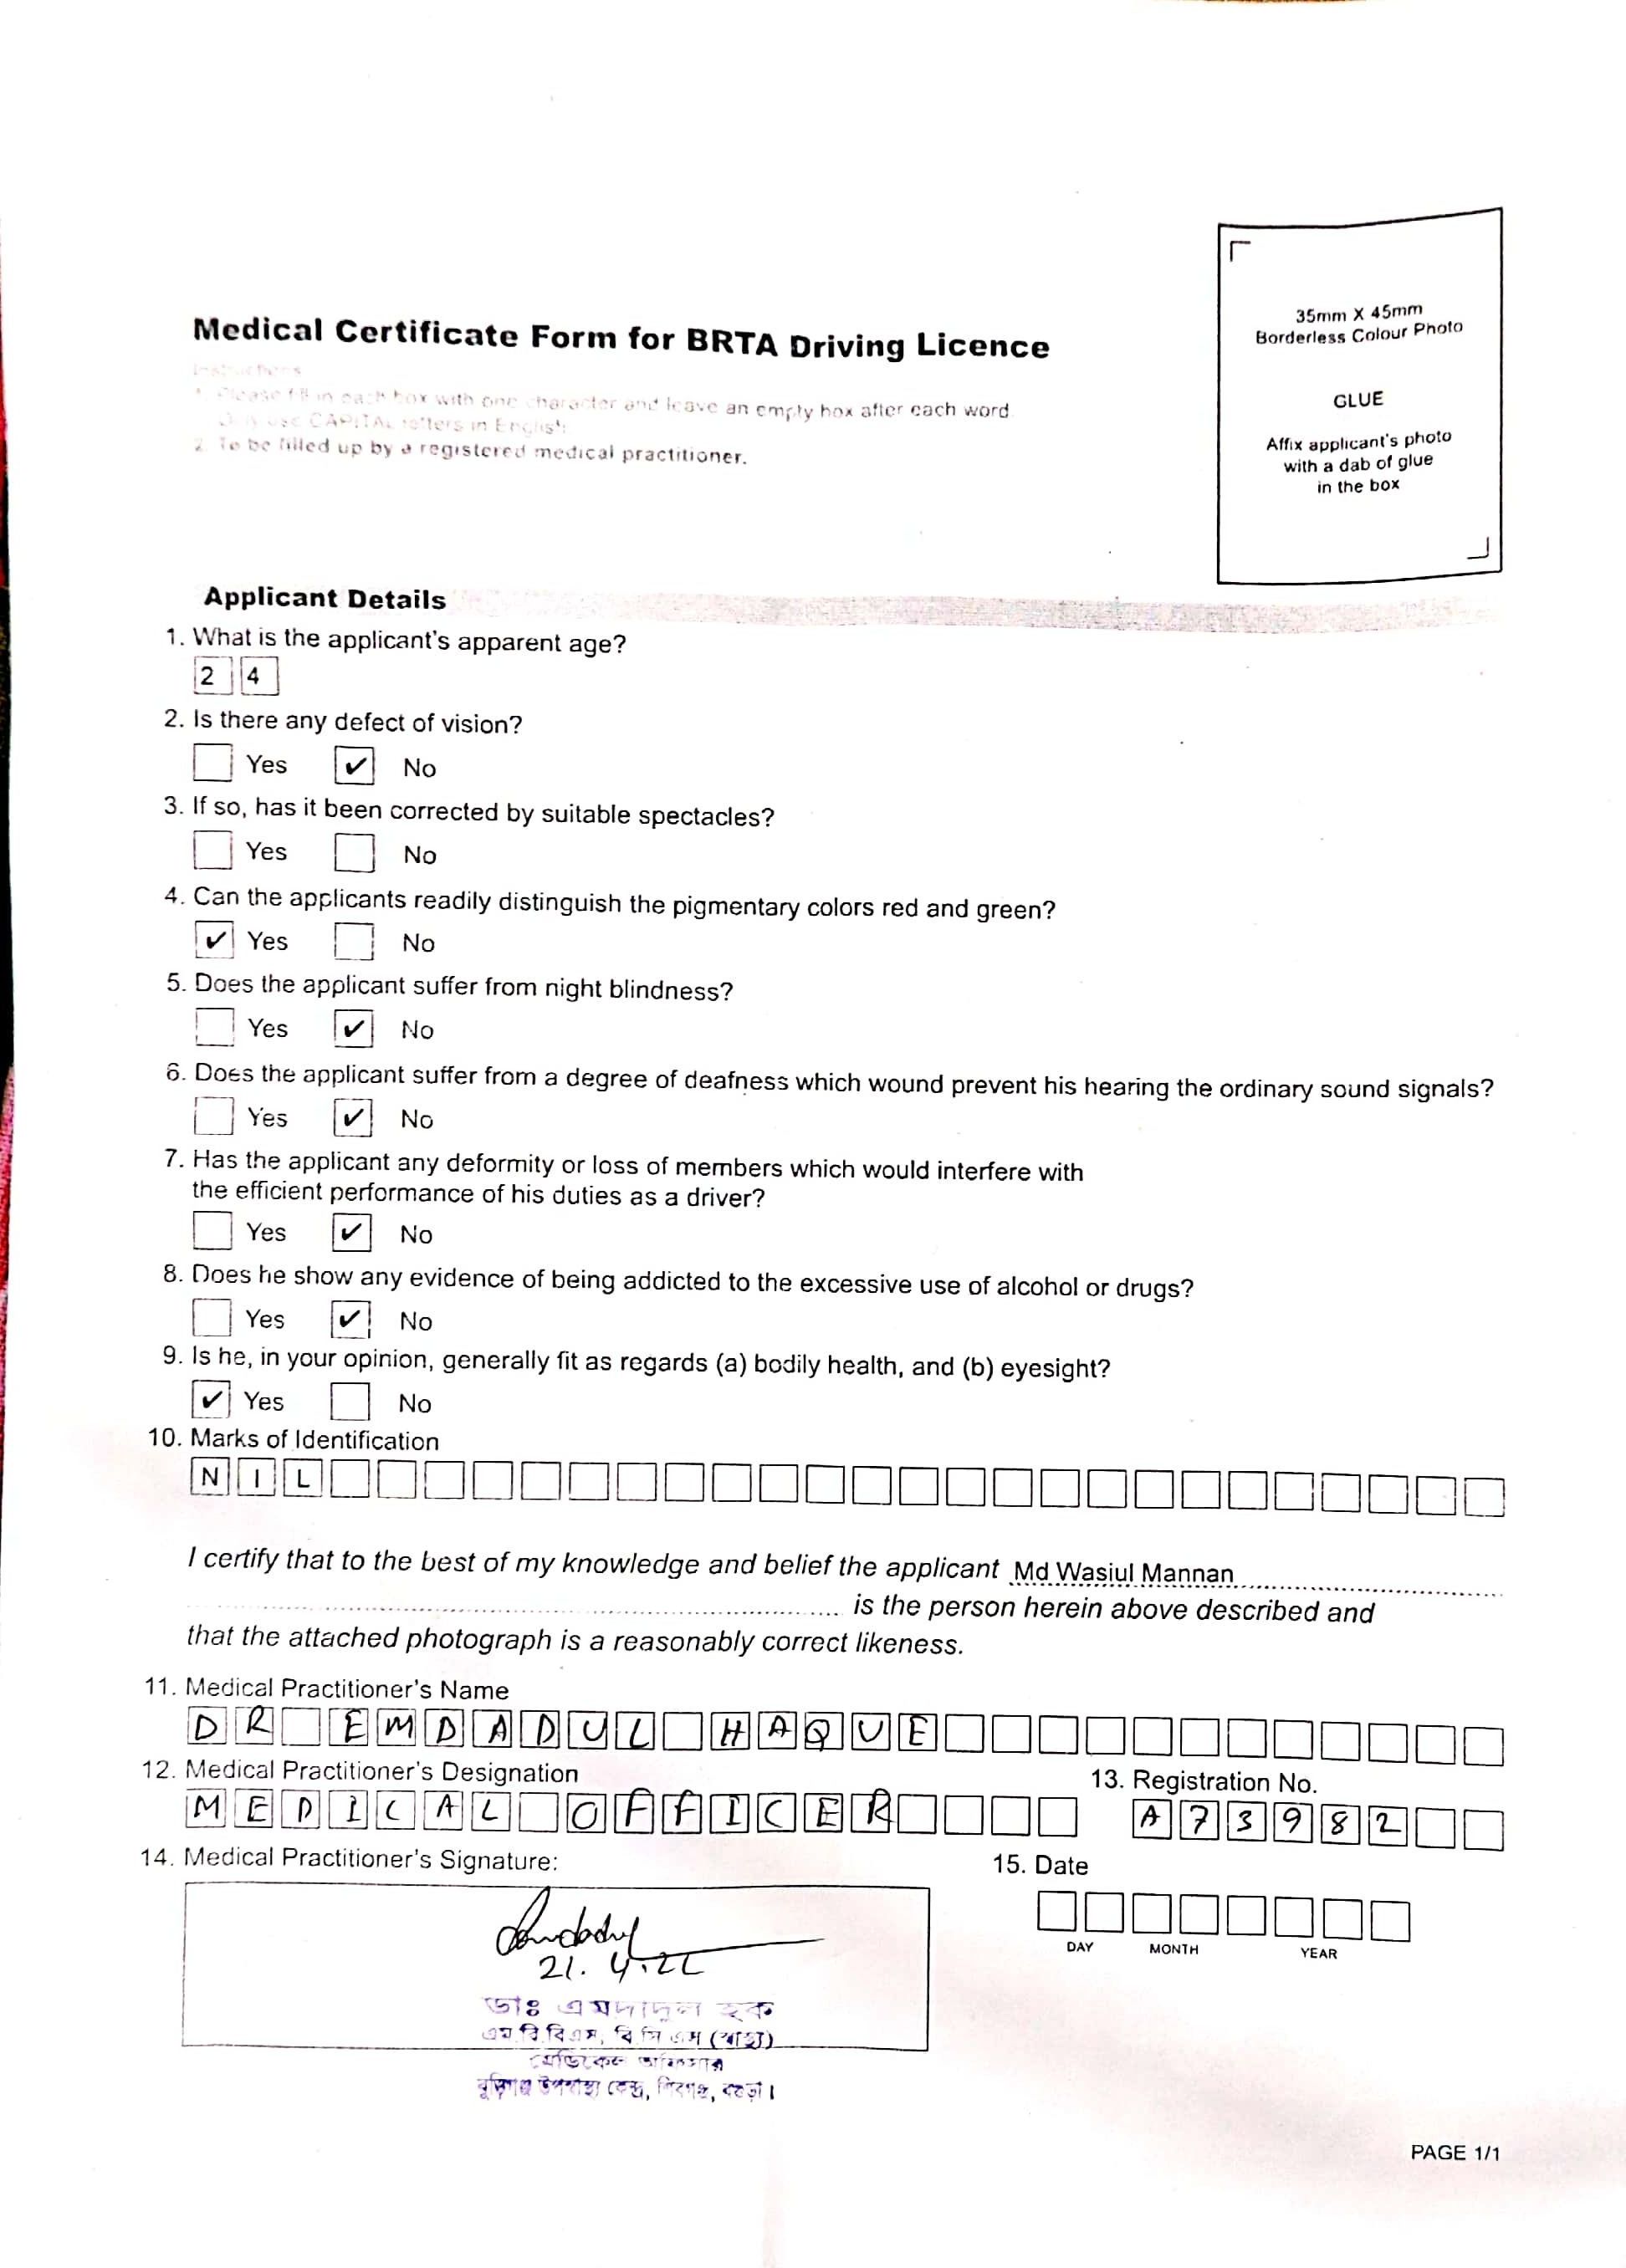 35mm X 45mm
Borderless Colour Photo
GLUE
Affix applicant's photo
with a dab of glue
in the box
Medical Certificate Form for BRTA Driving Licence
Instructions
1. Please fill in each box with one character and leave an empty box after each word
Only use CAPITAL letters in English
2. To be filled up by a registered medical practitioner.
Applicant Details
1. What is the applicant's apparent age?
2 4
2. Is there any defect of vision?
Yes ✔ No
3. If so, has it been corrected by suitable spectacles?
Yes No
4. Can the applicants readily distinguish the pigmentary colors red and green?
✔ Yes No
5. Does the applicant suffer from night blindness?
Yes ✔ No
6. Does the applicant suffer from a degree of deafness which wound prevent his hearing the ordinary sound signals?
Yes ✔ No
7. Has the applicant any deformity or loss of members which would interfere with
the efficient performance of his duties as a driver?
Yes ✔ No
8. Does he show any evidence of being addicted to the excessive use of alcohol or drugs?
Yes ✔ No
9. Is he, in your opinion, generally fit as regards (a) bodily health, and (b) eyesight?
✔ Yes No
10. Marks of Identification
NIL
I certify that to the best of my knowledge and belief the applicant Md Wasiul Mannan
is the person herein above described and
that the attached photograph is a reasonably correct likeness.
11. Medical Practitioner's Name
DR EMDADUL HAQUE
12. Medical Practitioner's Designation 13. Registration No.
MEDICAL OFFICER A73982
14. Medical Practitioner's Signature: 15. Date
21.4.22
DAY MONTH YEAR
ডাঃ এমদাদুল হক
এম বি বি এস, বি সি এস (স্বাস্থ্য)
মেডিকেল অফিসার
উপস্বাস্থ্য কেন্দ্র, শিবগঞ্জ, বগুড়া।
PAGE 1/1